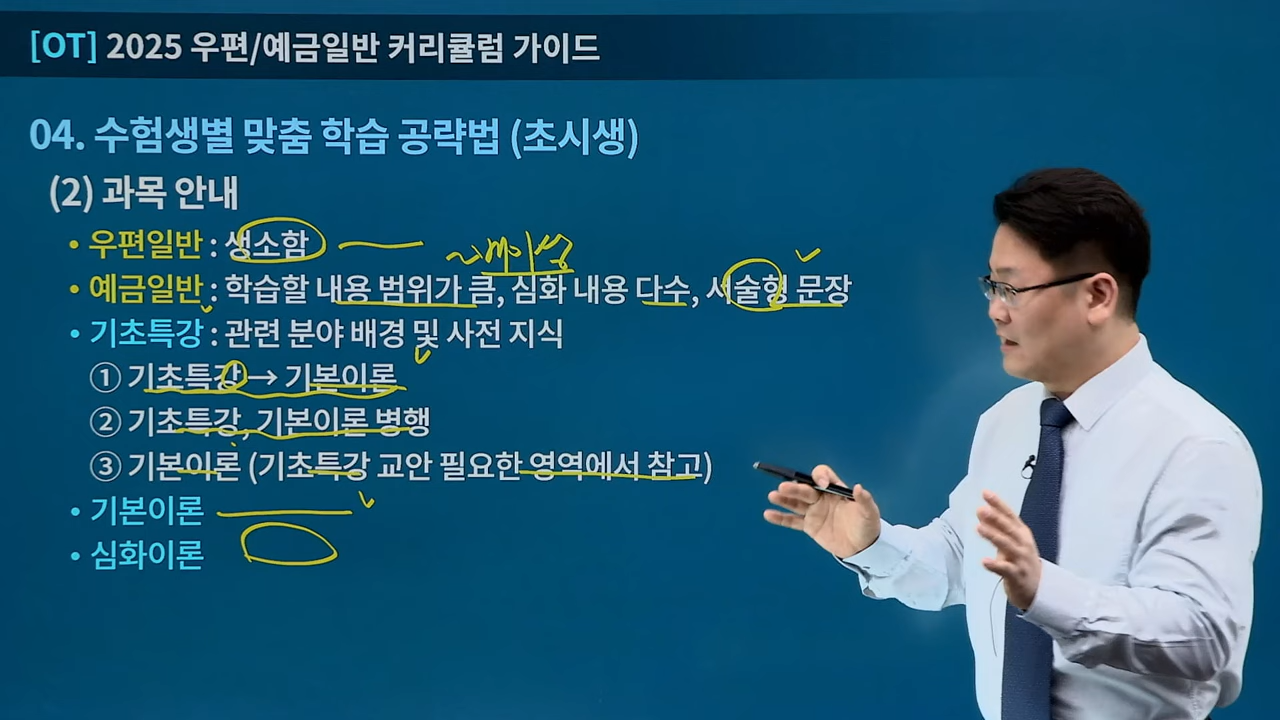 [OT] 2025 우편/예금일반 커리큘럼 가이드
04. 수험생별 맞춤 학습 공략법 (초시생)
(2) 과목 안내
• 우편일반 : 생소함
• 예금일반 : 학습할 내용 범위가 큼, 심화 내용 다수, 서술형 문장
• 기초특강 : 관련 분야 배경 및 사전 지식
① 기초특강 → 기본이론
② 기초특강, 기본이론 병행
③ 기본이론 (기초특강 교안 필요한 영역에서 참고)
• 기본이론
• 심화이론